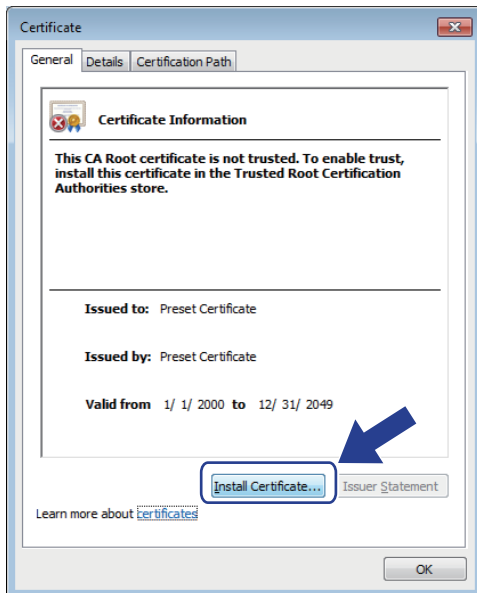 Certificate
General Details Certification Path
Certificate Information
This CA Root certificate is not trusted. To enable trust,
install this certificate in the Trusted Root Certification
Authorities store.
Issued to: Preset Certificate
Issued by: Preset Certificate
Valid from 1/ 1/ 2000 to 12/ 31/ 2049
Install Certificate... Issuer Statement
Learn more about certificates
OK